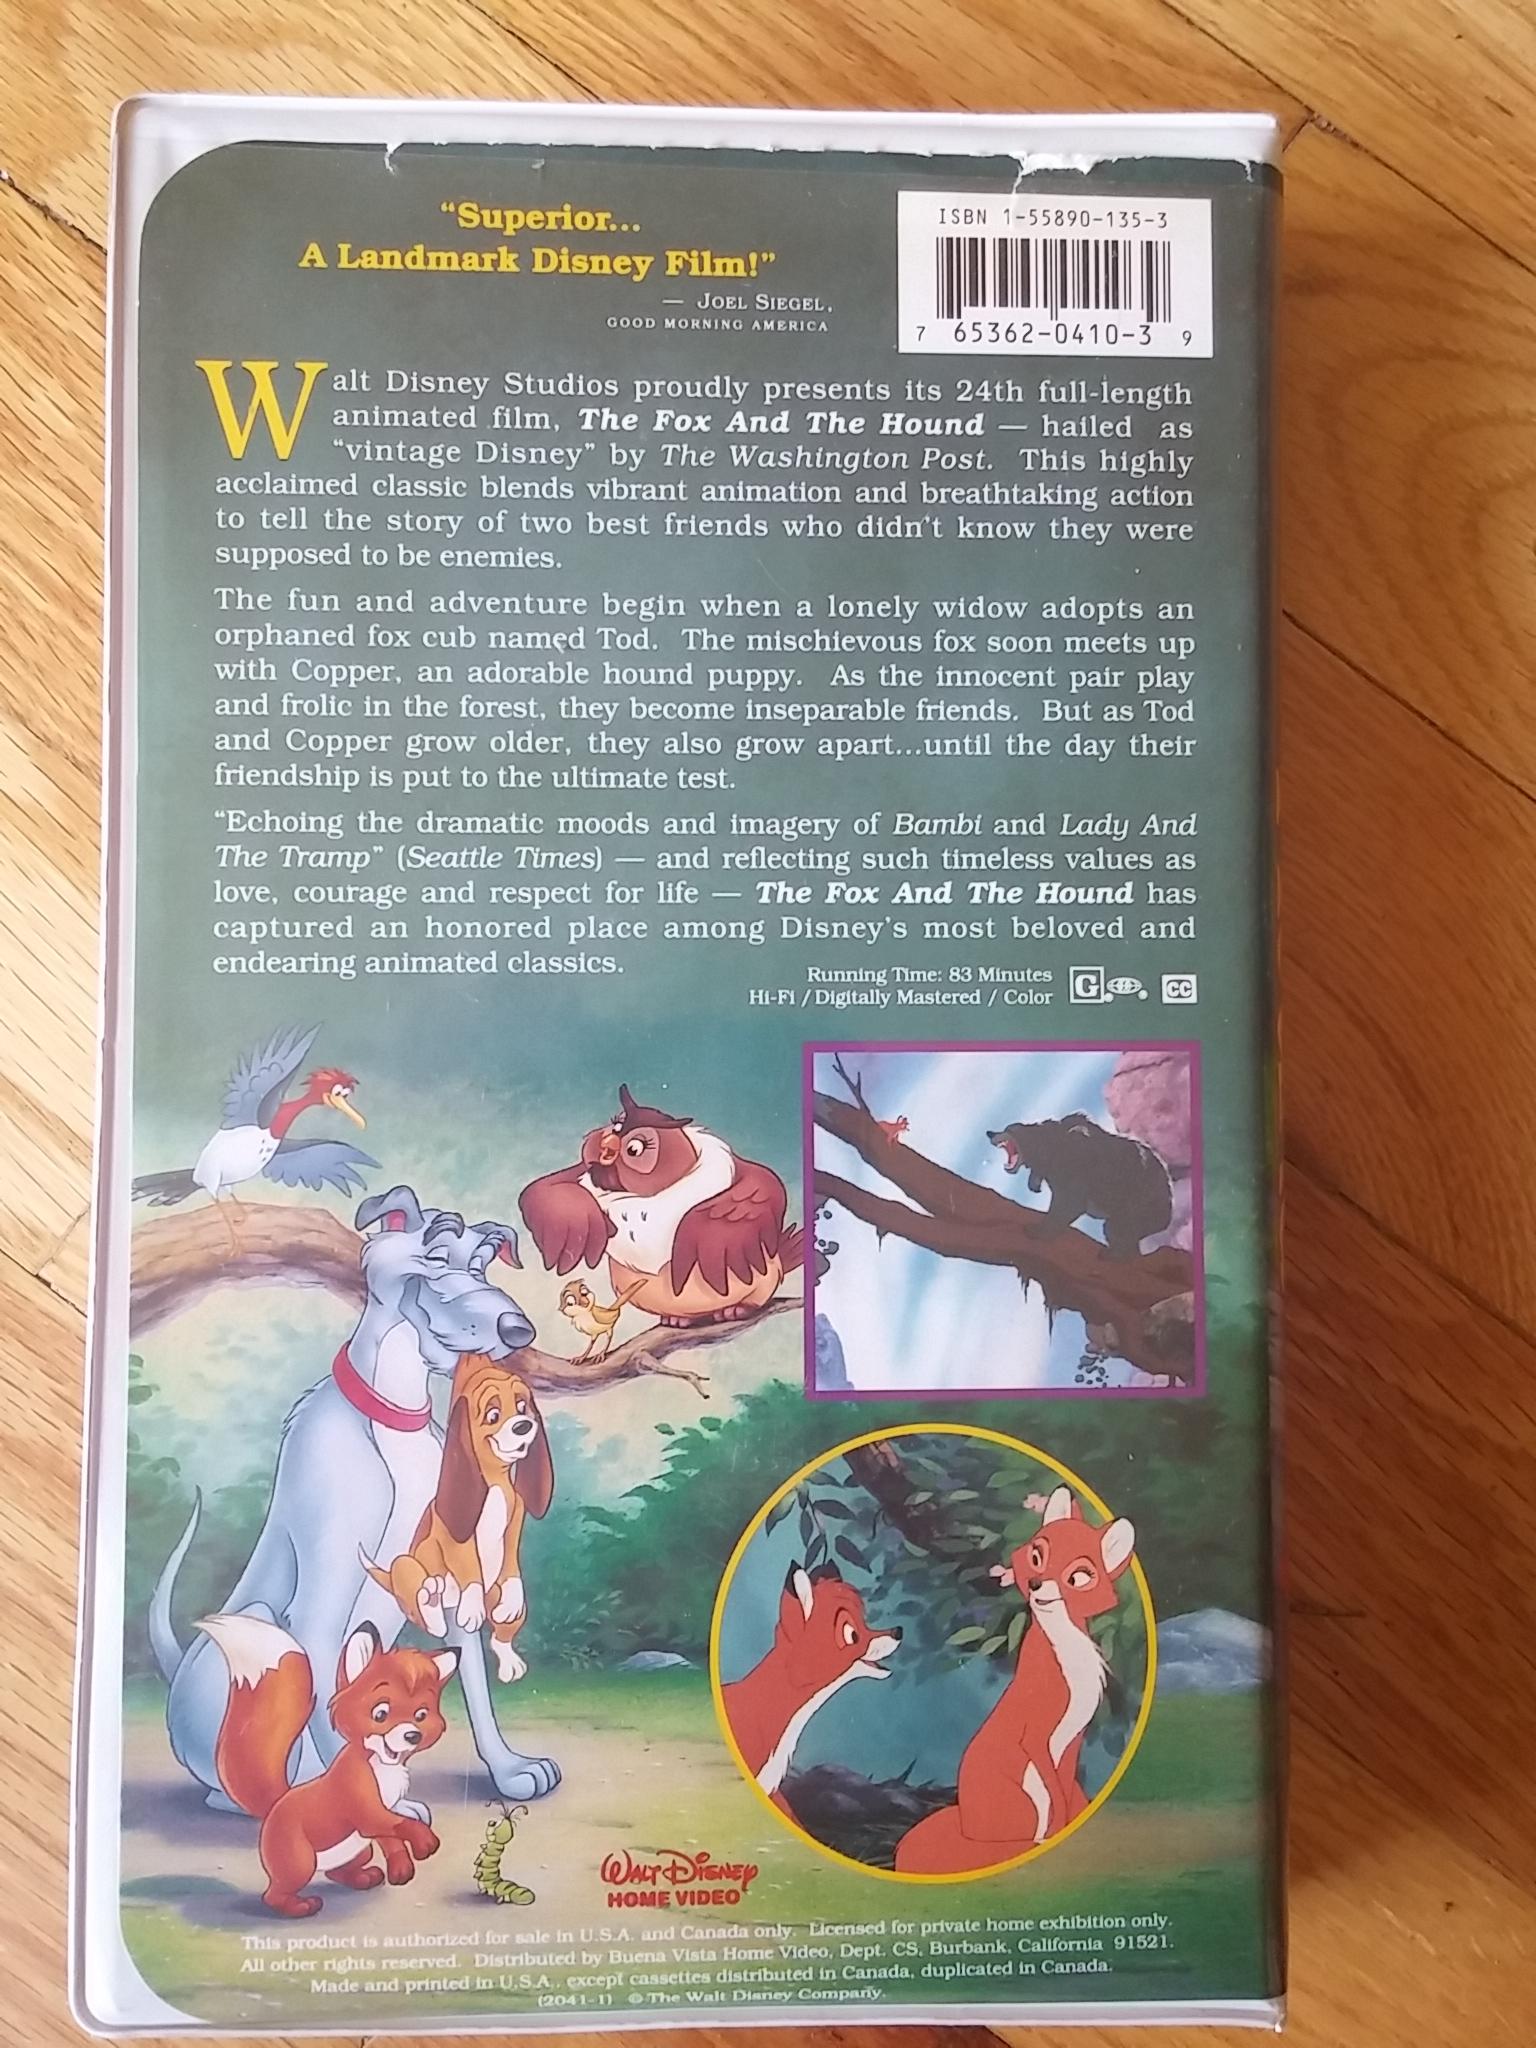 "Superior...
A Landmark Disney Film!"
— JOEL SIEGEL,
GOOD MORNING AMERICA
ISBN 1-55890-135-3
7 65362-0410-3 9
Walt Disney Studios proudly presents its 24th full-length
animated film, The Fox And The Hound — hailed as
"vintage Disney" by The Washington Post. This highly
acclaimed classic blends vibrant animation and breathtaking action
to tell the story of two best friends who didn't know they were
supposed to be enemies.
The fun and adventure begin when a lonely widow adopts an
orphaned fox cub named Tod. The mischievous fox soon meets up
with Copper, an adorable hound puppy. As the innocent pair play
and frolic in the forest, they become inseparable friends. But as Tod
and Copper grow older, they also grow apart...until the day their
friendship is put to the ultimate test.
"Echoing the dramatic moods and imagery of Bambi and Lady And
The Tramp" (Seattle Times) — and reflecting such timeless values as
love, courage and respect for life — The Fox And The Hound has
captured an honored place among Disney's most beloved and
endearing animated classics.
Running Time: 83 Minutes
Hi-Fi / Digitally Mastered / Color
G CC
WALT DISNEY
HOME VIDEO
This product is authorized for sale in U.S.A. and Canada only. Licensed for private home exhibition only.
All other rights reserved. Distributed by Buena Vista Home Video, Dept. CS, Burbank, California 91521.
Made and printed in U.S.A., except cassettes distributed in Canada, duplicated in Canada.
(2041-1) © The Walt Disney Company.